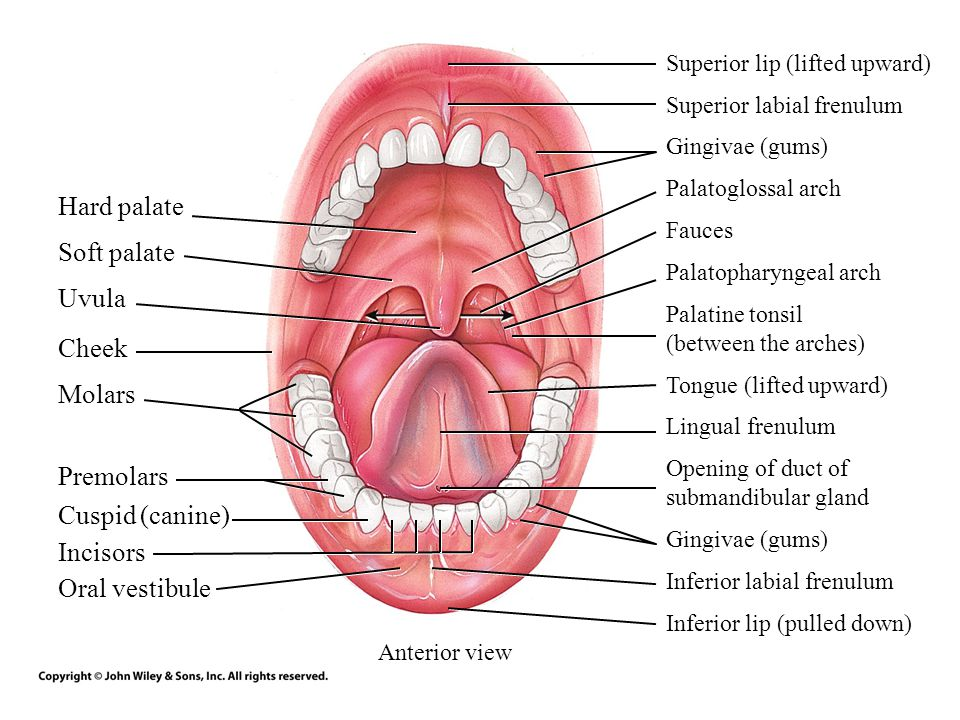 Hard palate
Soft palate
Uvula
Cheek
Molars
Premolars
Cuspid (canine)
Incisors
Oral vestibule
Superior lip (lifted upward)
Superior labial frenulum
Gingivae (gums)
Palatoglossal arch
Fauces
Palatopharyngeal arch
Palatine tonsil
(between the arches)
Tongue (lifted upward)
Lingual frenulum
Opening of duct of
submandibular gland
Gingivae (gums)
Inferior labial frenulum
Inferior lip (pulled down)
Anterior view
Copyright © John Wiley & Sons, Inc. All rights reserved.